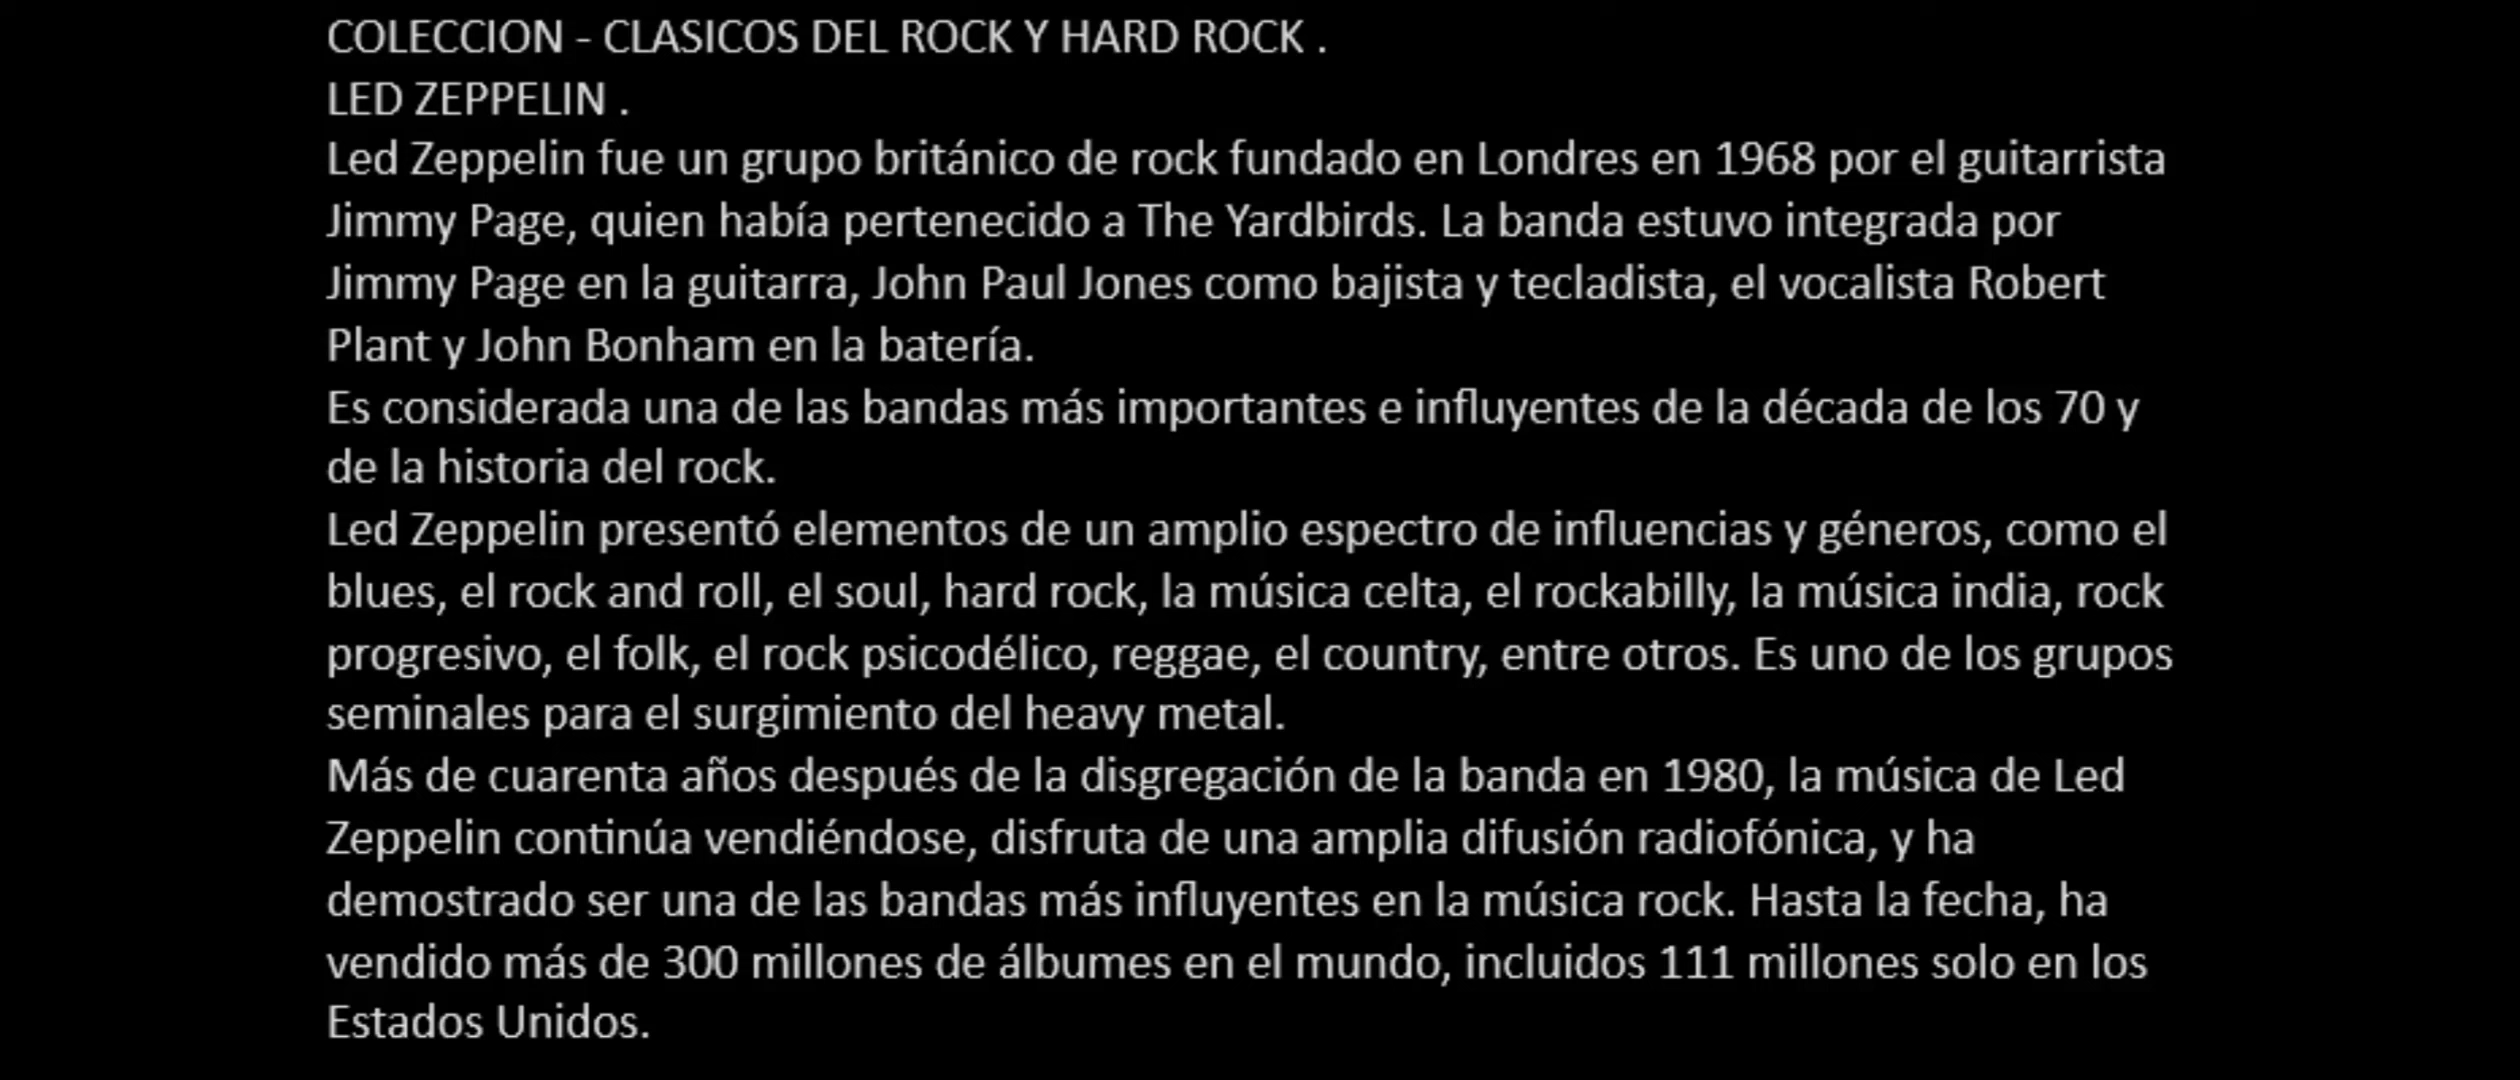 COLECCION - CLASICOS DEL ROCK Y HARD ROCK .
LED ZEPPELIN .
Led Zeppelin fue un grupo británico de rock fundado en Londres en 1968 por el guitarrista
Jimmy Page, quien había pertenecido a The Yardbirds. La banda estuvo integrada por
Jimmy Page en la guitarra, John Paul Jones como bajista y tecladista, el vocalista Robert
Plant y John Bonham en la batería.
Es considerada una de las bandas más importantes e influyentes de la década de los 70 y
de la historia del rock.
Led Zeppelin presentó elementos de un amplio espectro de influencias y géneros, como el
blues, el rock and roll, el soul, hard rock, la música celta, el rockabilly, la música india, rock
progresivo, el folk, el rock psicodélico, reggae, el country, entre otros. Es uno de los grupos
seminales para el surgimiento del heavy metal.
Más de cuarenta años después de la disgregación de la banda en 1980, la música de Led
Zeppelin continúa vendiéndose, disfruta de una amplia difusión radiofónica, y ha
demostrado ser una de las bandas más influyentes en la música rock. Hasta la fecha, ha
vendido más de 300 millones de álbumes en el mundo, incluidos 111 millones solo en los
Estados Unidos.